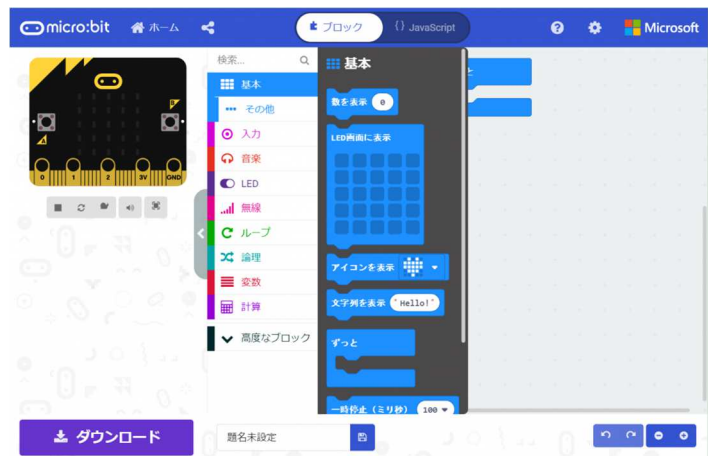 micro:bit ホーム ブロック {} JavaScript ? Microsoft
検索...
基本
その他
入力
音楽
LED
無線
ループ
論理
変数
計算
高度なブロック
基本
数を表示 0
LED画面に表示
アイコンを表示
文字列を表示 "Hello!"
ずっと
一時停止 (ミリ秒) 100
と
B
A
0 1 2 3V GND
ダウンロード
題名未設定